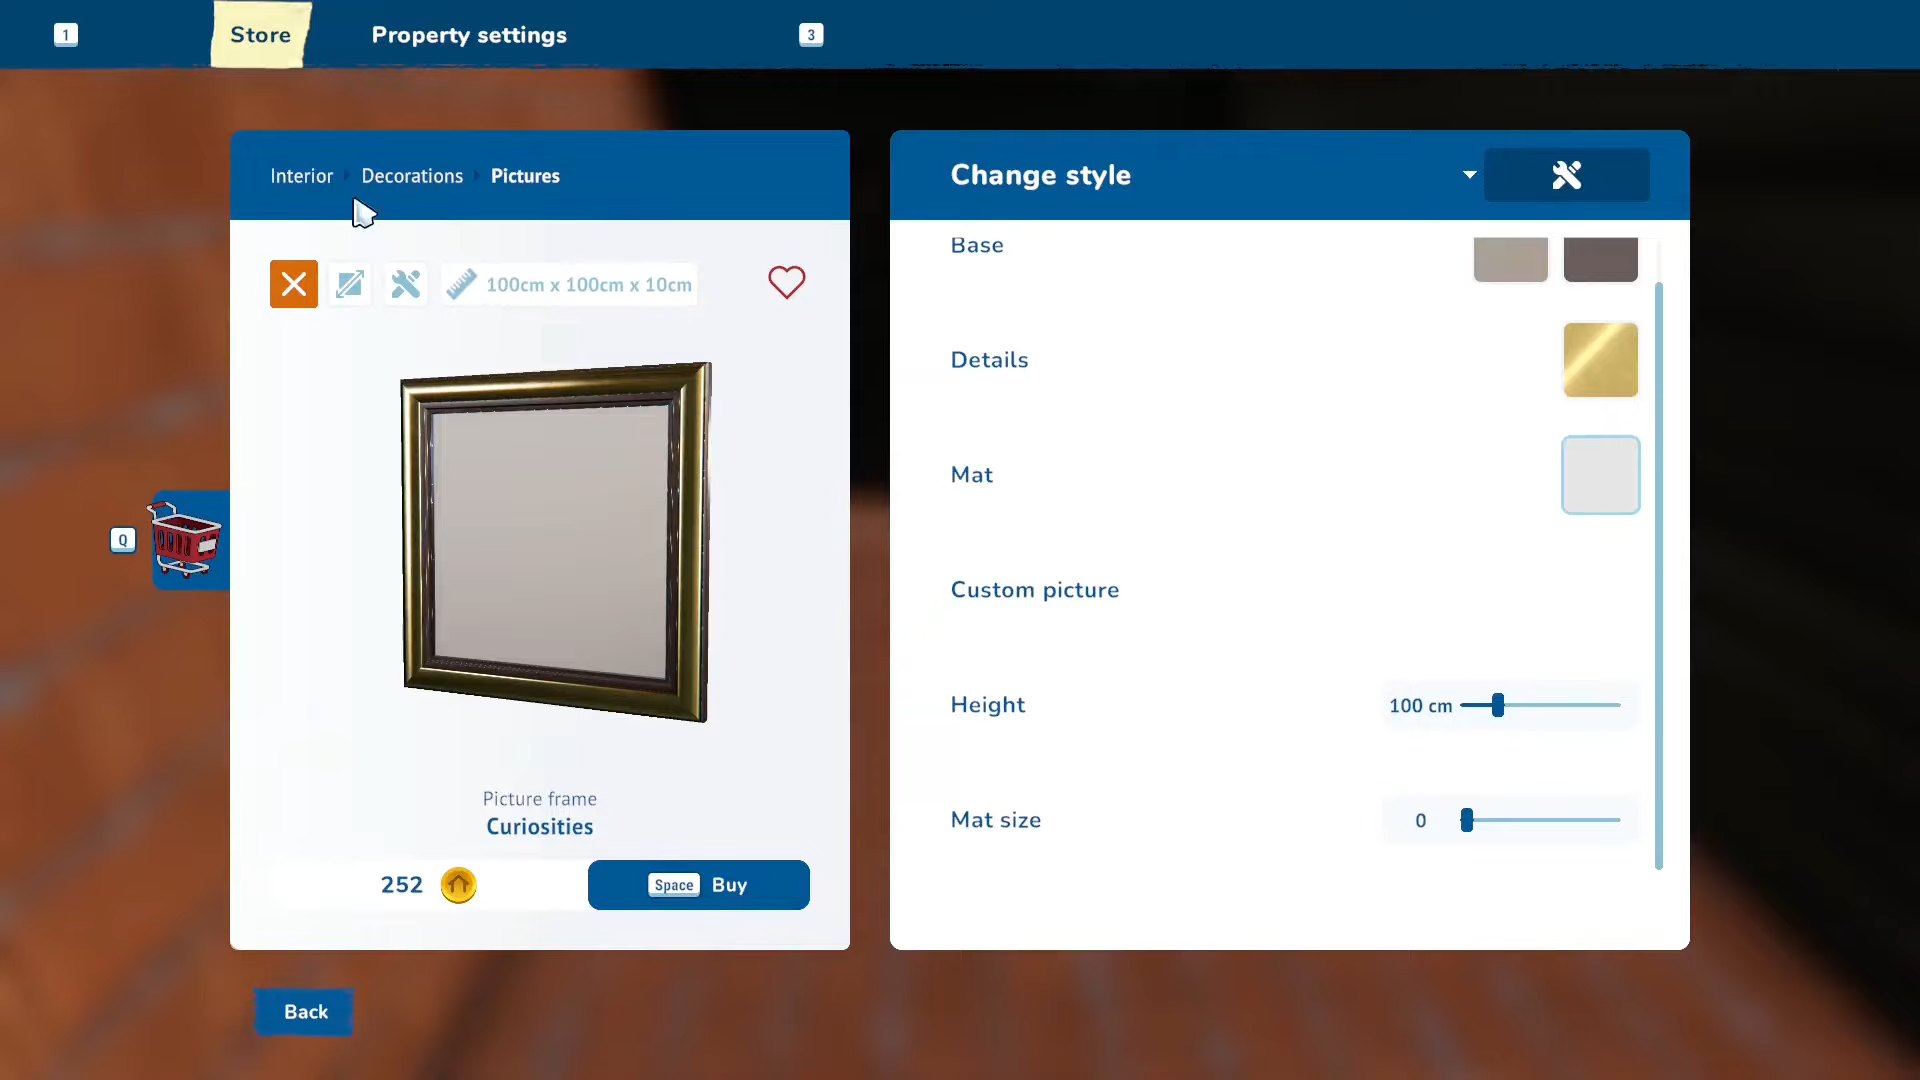 1
Store
Property settings
3
Interior Decorations Pictures
100cm x 100cm x 10cm
Q
Picture frame
Curiosities
252
Space Buy
Back
Change style
Base
Details
Mat
Custom picture
Height
100 cm
Mat size
0